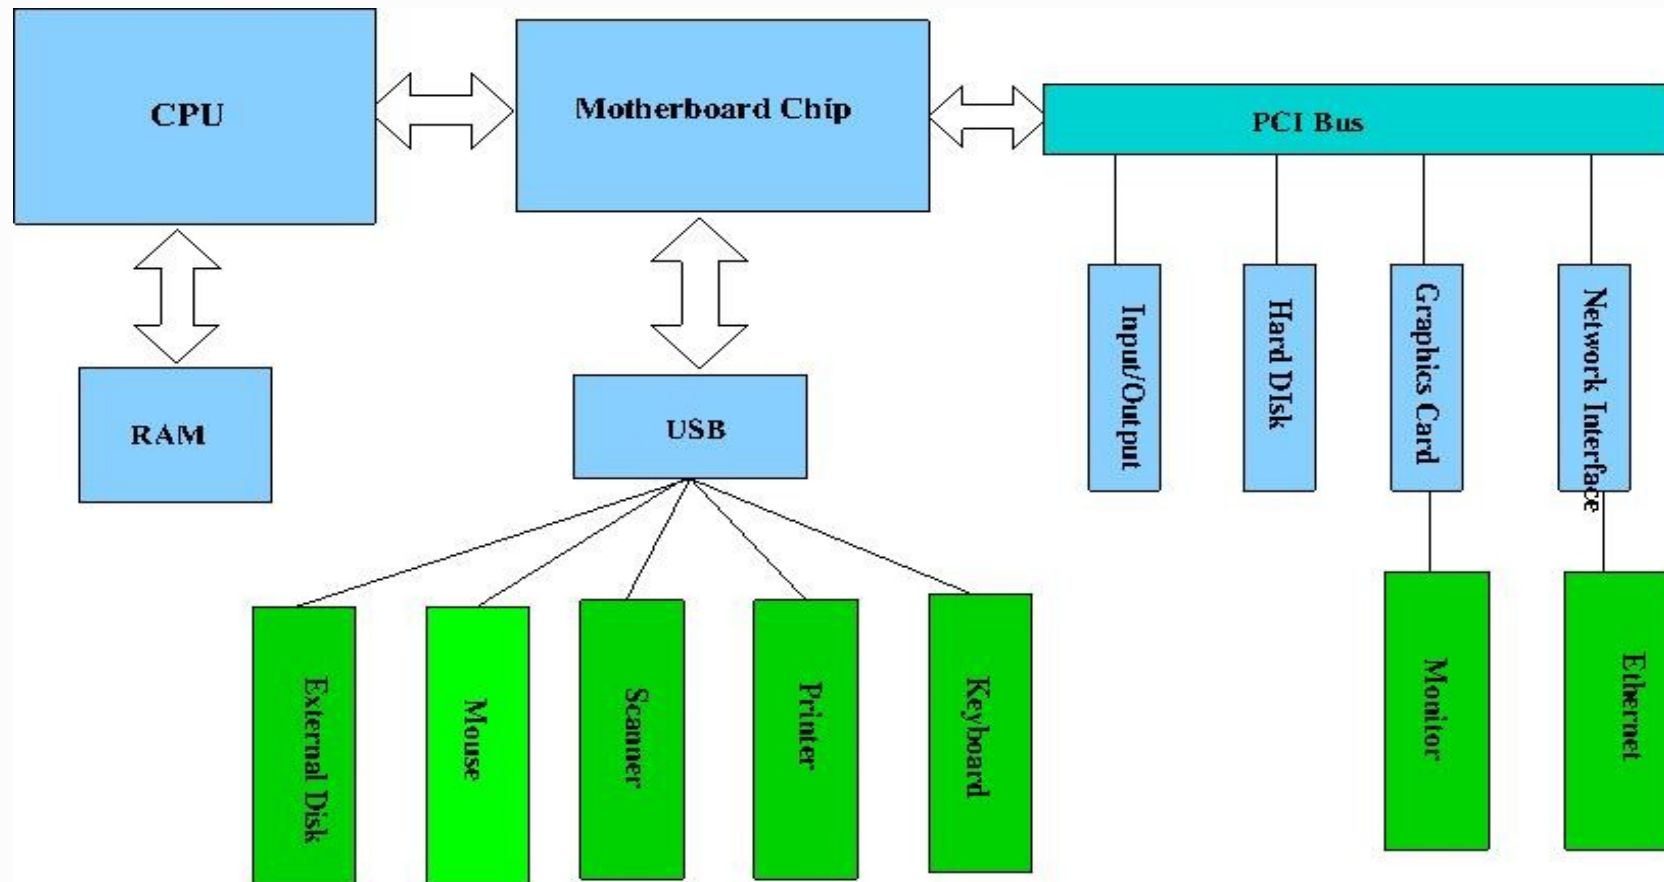 CPU
Motherboard Chip
PCI Bus
RAM
USB
Input/Output
Hard DIsk
Graphics Card
Network Interface
External Disk
Mouse
Scanner
Printer
Keyboard
Monitor
Ethernet